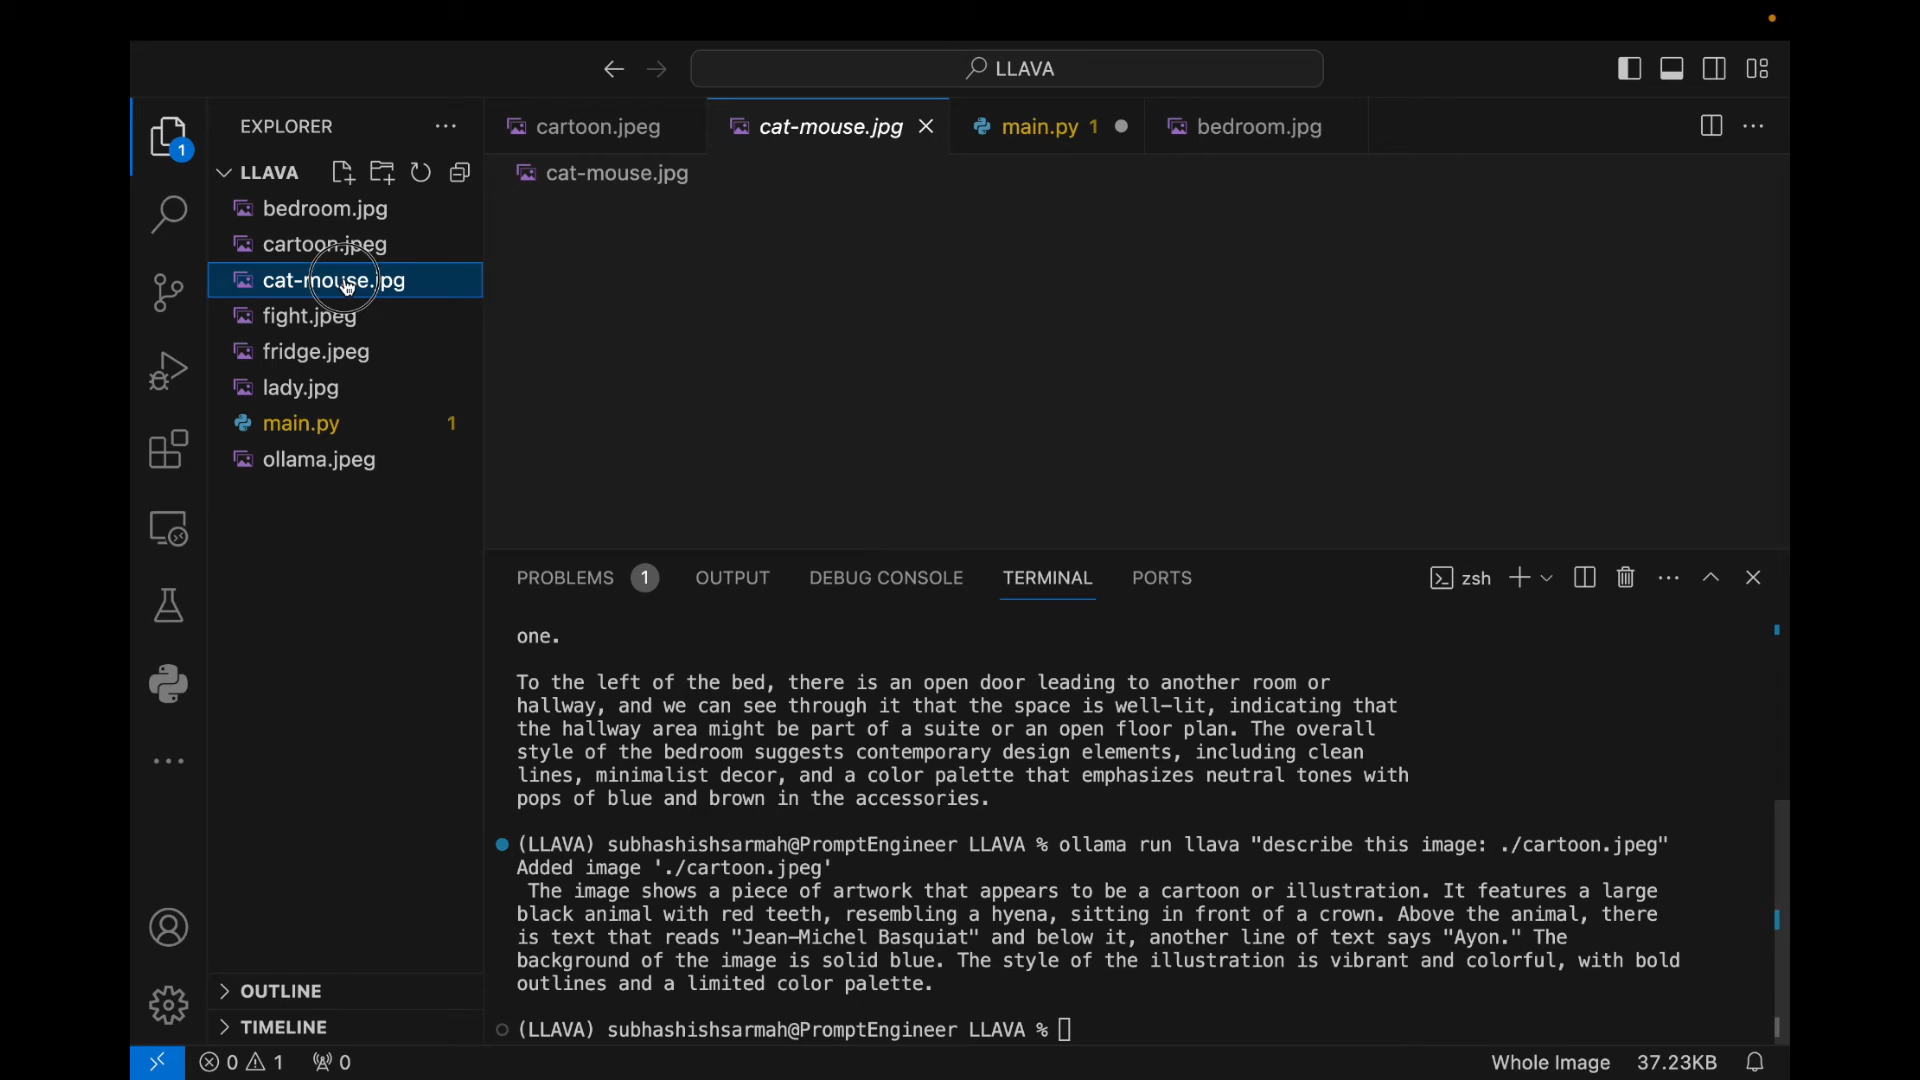 LLAVA
EXPLORER
LLAVA
bedroom.jpg
cartoon.jpeg
cat-mouse.jpg
fight.jpeg
fridge.jpeg
lady.jpg
main.py 1
ollama.jpeg
OUTLINE
TIMELINE
1
cartoon.jpeg
cat-mouse.jpg
main.py 1
bedroom.jpg
cat-mouse.jpg
PROBLEMS 1 OUTPUT DEBUG CONSOLE TERMINAL PORTS
zsh
one.
To the left of the bed, there is an open door leading to another room or
hallway, and we can see through it that the space is well-lit, indicating that
the hallway area might be part of a suite or an open floor plan. The overall
style of the bedroom suggests contemporary design elements, including clean
lines, minimalist decor, and a color palette that emphasizes neutral tones with
pops of blue and brown in the accessories.
(LLAVA) subhashishsarmah@PromptEngineer LLAVA % ollama run llava "describe this image: ./cartoon.jpeg"
Added image './cartoon.jpeg'
The image shows a piece of artwork that appears to be a cartoon or illustration. It features a large
black animal with red teeth, resembling a hyena, sitting in front of a crown. Above the animal, there
is text that reads "Jean-Michel Basquiat" and below it, another line of text says "Ayon." The
background of the image is solid blue. The style of the illustration is vibrant and colorful, with bold
outlines and a limited color palette.
(LLAVA) subhashishsarmah@PromptEngineer LLAVA %
0 1 0
Whole Image 37.23KB